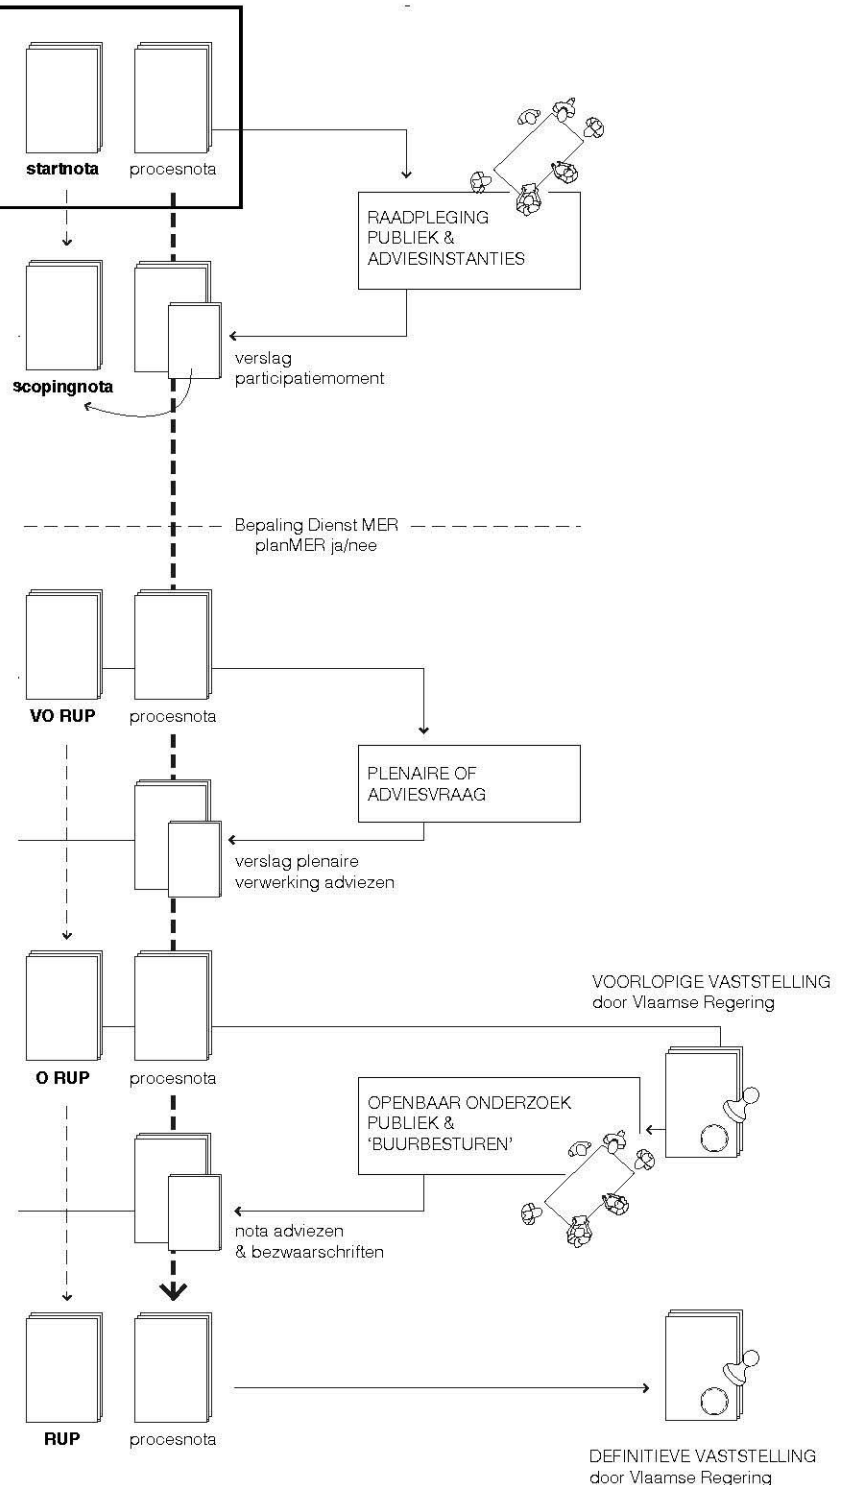 startnota
procesnota
RAADPLEGING
PUBLIEK &
ADVIESINSTANTIES
scopingnota
verslag
participatiemoment
Bepaling Dienst MER
planMER ja/nee
VO RUP
procesnota
PLENAIRE OF
ADVIESVRAAG
verslag plenaire
verwerking adviezen
VOORLOPIGE VASTSTELLING
door Vlaamse Regering
O RUP
procesnota
OPENBAAR ONDERZOEK
PUBLIEK &
‘BUURBESTUREN’
nota adviezen
& bezwaarschriften
RUP
procesnota
DEFINITIEVE VASTSTELLING
door Vlaamse Regering